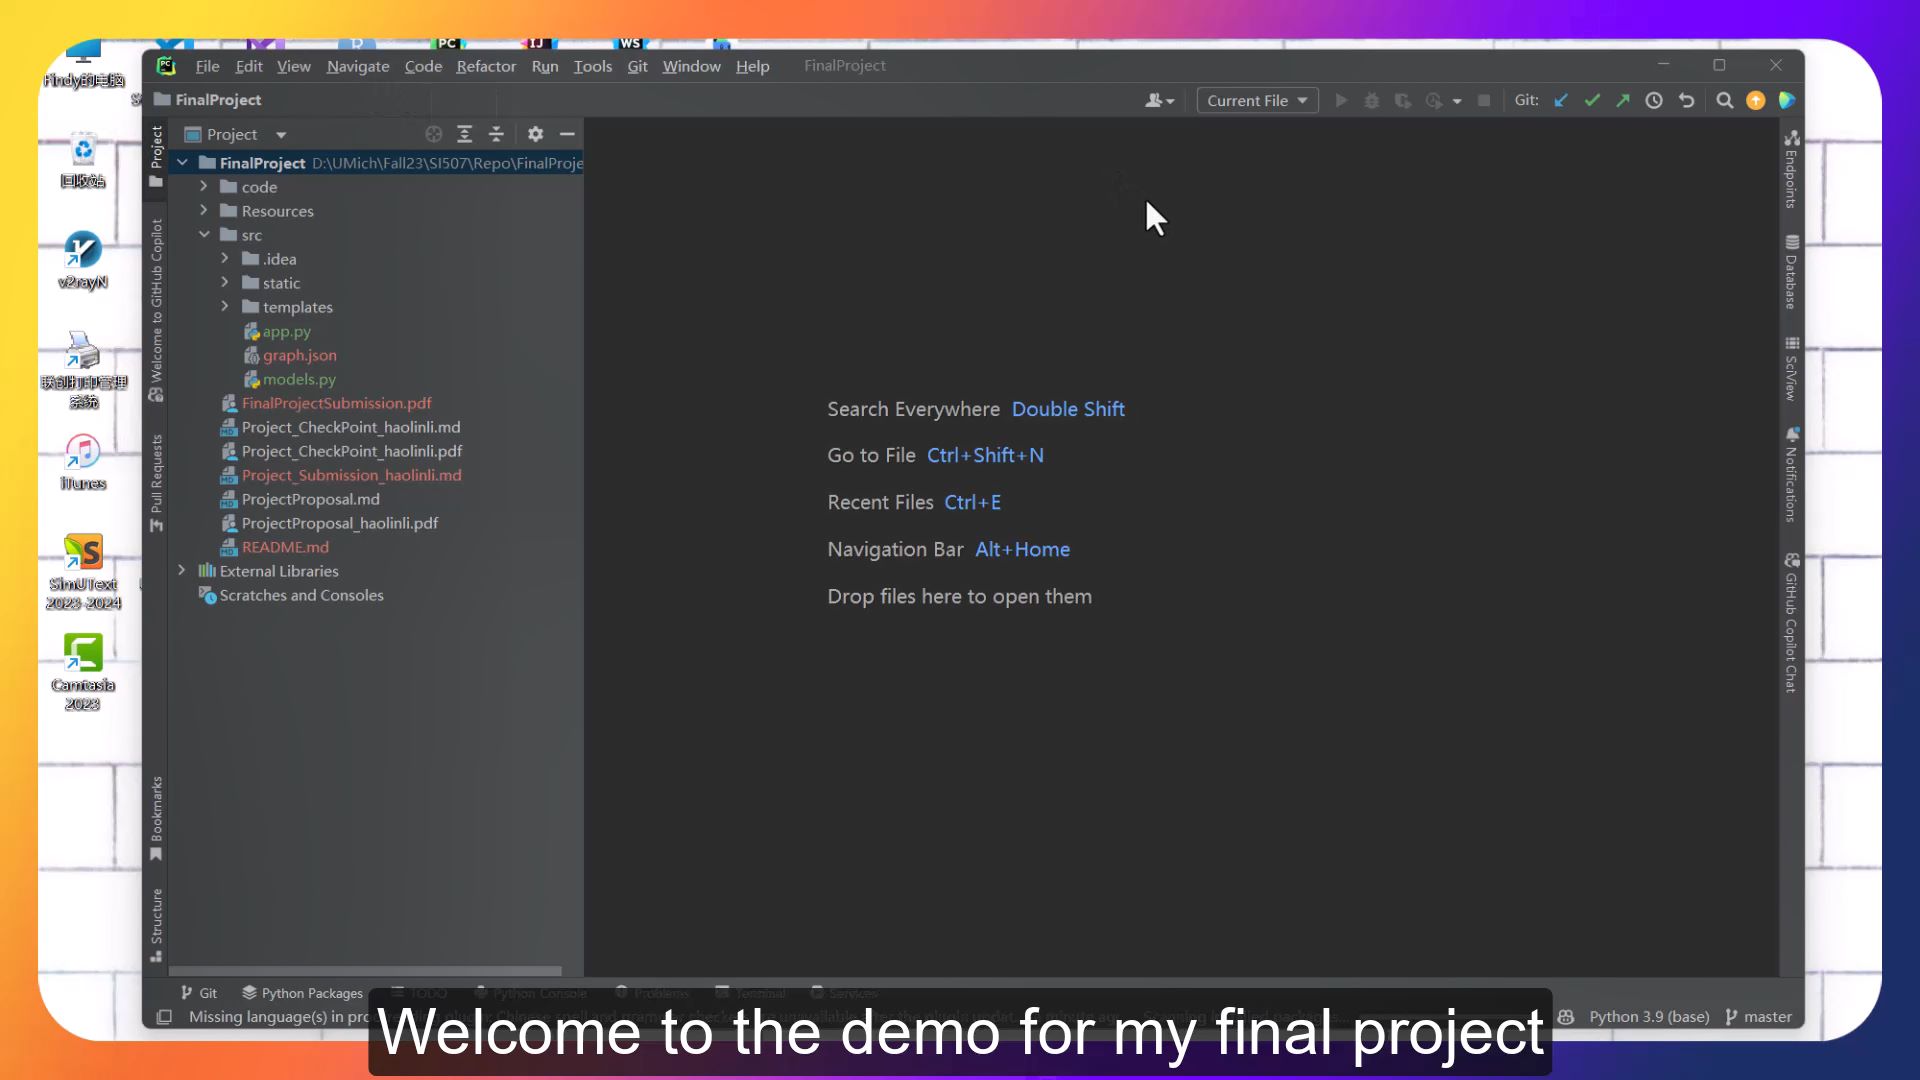 Findy的电脑
回收站
v2rayN
联创打印管理
系统
iTunes
SimUText
2023-2024
Camtasia
2023
PC
IJ
WS
PC
File Edit View Navigate Code Refactor Run Tools Git Window Help FinalProject
FinalProject
Current File
Git:
Project
FinalProject D:\UMich\Fall23\SI507\Repo\FinalProje
code
Resources
src
.idea
static
templates
app.py
graph.json
models.py
FinalProjectSubmission.pdf
Project_CheckPoint_haolinli.md
Project_CheckPoint_haolinli.pdf
Project_Submission_haolinli.md
ProjectProposal.md
ProjectProposal_haolinli.pdf
README.md
External Libraries
Scratches and Consoles
Project
Welcome to GitHub Copilot
Pull Requests
Bookmarks
Structure
Search Everywhere Double Shift
Go to File Ctrl+Shift+N
Recent Files Ctrl+E
Navigation Bar Alt+Home
Drop files here to open them
Endpoints
Database
SciView
Notifications
GitHub Copilot Chat
Git Python Packages TODO Python Console Problems Terminal Services
Missing language(s) in
Python 3.9 (base) master
Welcome to the demo for my final project